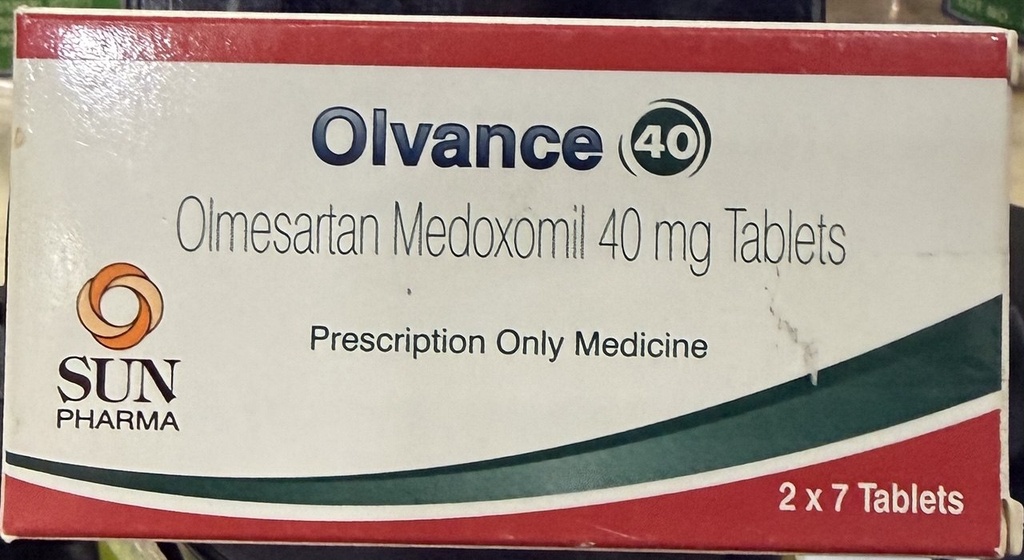 Olvance 40
Olmesartan Medoxomil 40 mg Tablets
Prescription Only Medicine
SUN
PHARMA
2 x 7 Tablets